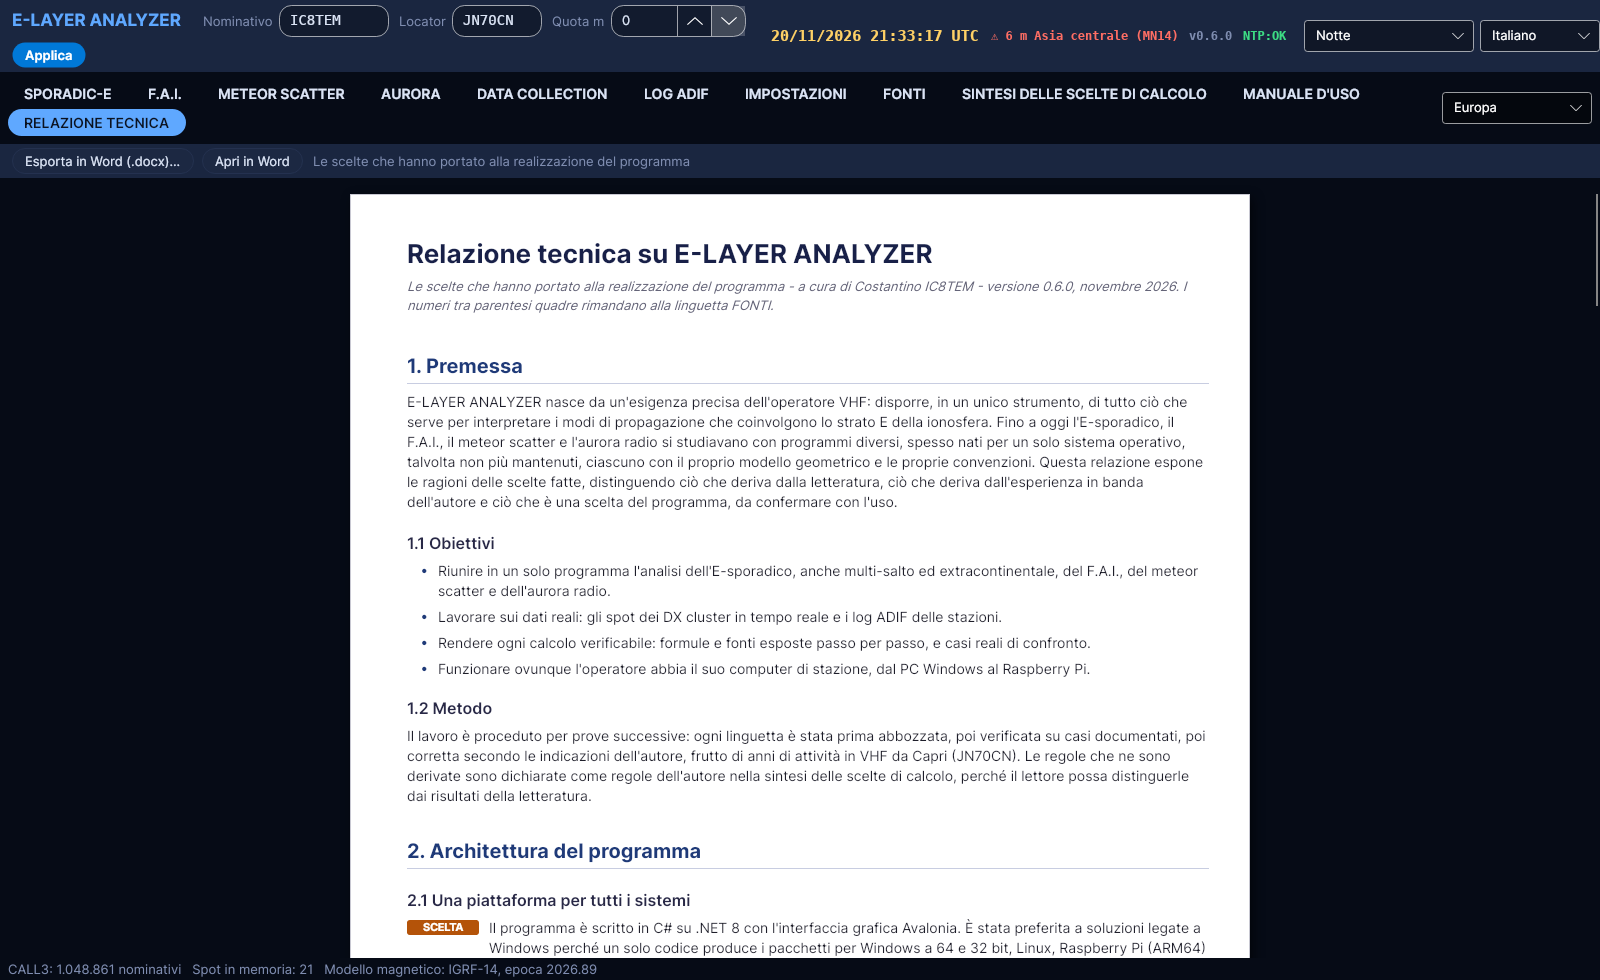 E-LAYER ANALYZER Nominativo IC8TEM Locator JN70CN Quota m 0
20/11/2026 21:33:17 UTC ⚠ 6 m Asia centrale (MN14) v0.6.0 NTP:OK Notte Italiano
Applica
SPORADIC-E F.A.I. METEOR SCATTER AURORA DATA COLLECTION LOG ADIF IMPOSTAZIONI FONTI SINTESI DELLE SCELTE DI CALCOLO MANUALE D'USO
RELAZIONE TECNICA
Europa
Esporta in Word (.docx)... Apri in Word Le scelte che hanno portato alla realizzazione del programma
Relazione tecnica su E-LAYER ANALYZER
Le scelte che hanno portato alla realizzazione del programma - a cura di Costantino IC8TEM - versione 0.6.0, novembre 2026. I
numeri tra parentesi quadre rimandano alla linguetta FONTI.
1. Premessa
E-LAYER ANALYZER nasce da un'esigenza precisa dell'operatore VHF: disporre, in un unico strumento, di tutto ciò che
serve per interpretare i modi di propagazione che coinvolgono lo strato E della ionosfera. Fino a oggi l'E-sporadico, il
F.A.I., il meteor scatter e l'aurora radio si studiavano con programmi diversi, spesso nati per un solo sistema operativo,
talvolta non più mantenuti, ciascuno con il proprio modello geometrico e le proprie convenzioni. Questa relazione espone
le ragioni delle scelte fatte, distinguendo ciò che deriva dalla letteratura, ciò che deriva dall'esperienza in banda
dell'autore e ciò che è una scelta del programma, da confermare con l'uso.
1.1 Obiettivi
• Riunire in un solo programma l'analisi dell'E-sporadico, anche multi-salto ed extracontinentale, del F.A.I., del meteor
scatter e dell'aurora radio.
• Lavorare sui dati reali: gli spot dei DX cluster in tempo reale e i log ADIF delle stazioni.
• Rendere ogni calcolo verificabile: formule e fonti esposte passo per passo, e casi reali di confronto.
• Funzionare ovunque l'operatore abbia il suo computer di stazione, dal PC Windows al Raspberry Pi.
1.2 Metodo
Il lavoro è proceduto per prove successive: ogni linguetta è stata prima abbozzata, poi verificata su casi documentati, poi
corretta secondo le indicazioni dell'autore, frutto di anni di attività in VHF da Capri (JN70CN). Le regole che ne sono
derivate sono dichiarate come regole dell'autore nella sintesi delle scelte di calcolo, perché il lettore possa distinguerle
dai risultati della letteratura.
2. Architettura del programma
2.1 Una piattaforma per tutti i sistemi
SCELTA Il programma è scritto in C# su .NET 8 con l'interfaccia grafica Avalonia. È stata preferita a soluzioni legate a
Windows perché un solo codice produce i pacchetti per Windows a 64 e 32 bit, Linux, Raspberry Pi (ARM64)
CALL3: 1.048.861 nominativi Spot in memoria: 21 Modello magnetico: IGRF-14, epoca 2026.89